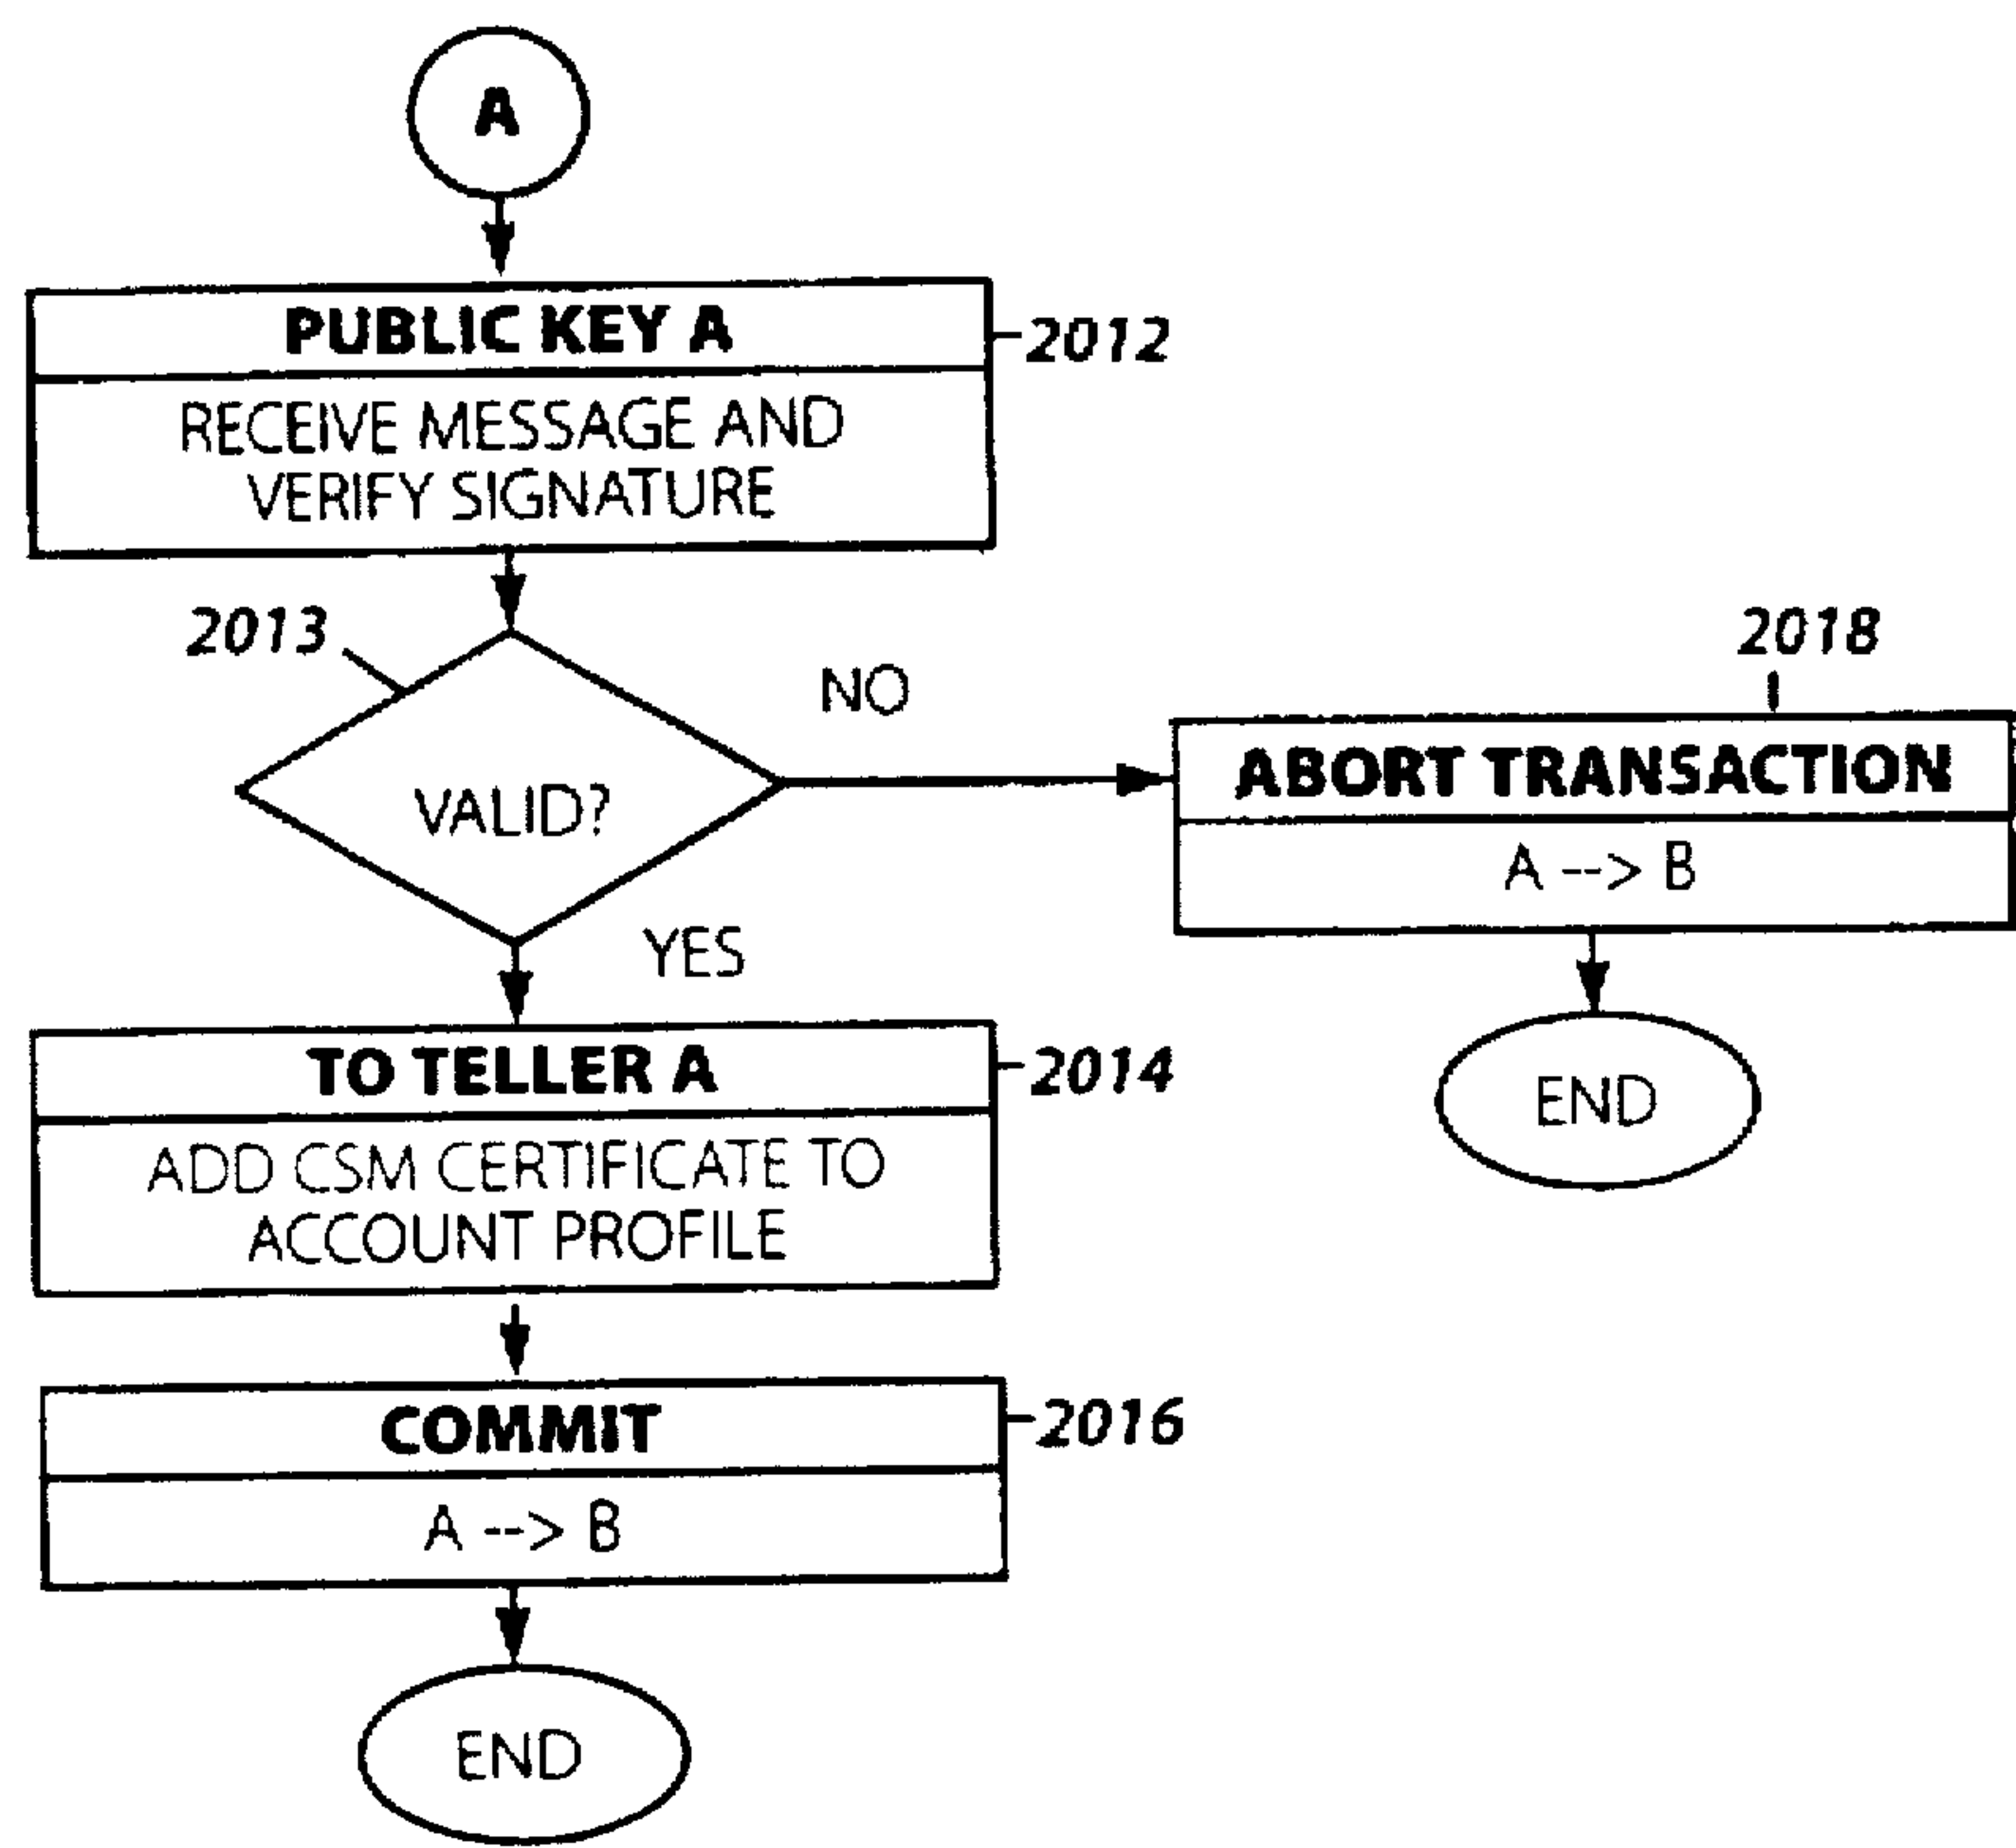 A
PUBLIC KEY A
2012
RECEIVE MESSAGE AND
VERIFY SIGNATURE
2013
VALID?
NO
YES
2018
ABORT TRANSACTION
A --> B
END
TO TELLER A
2014
ADD CSM CERTIFICATE TO
ACCOUNT PROFILE
COMMIT
2016
A --> B
END